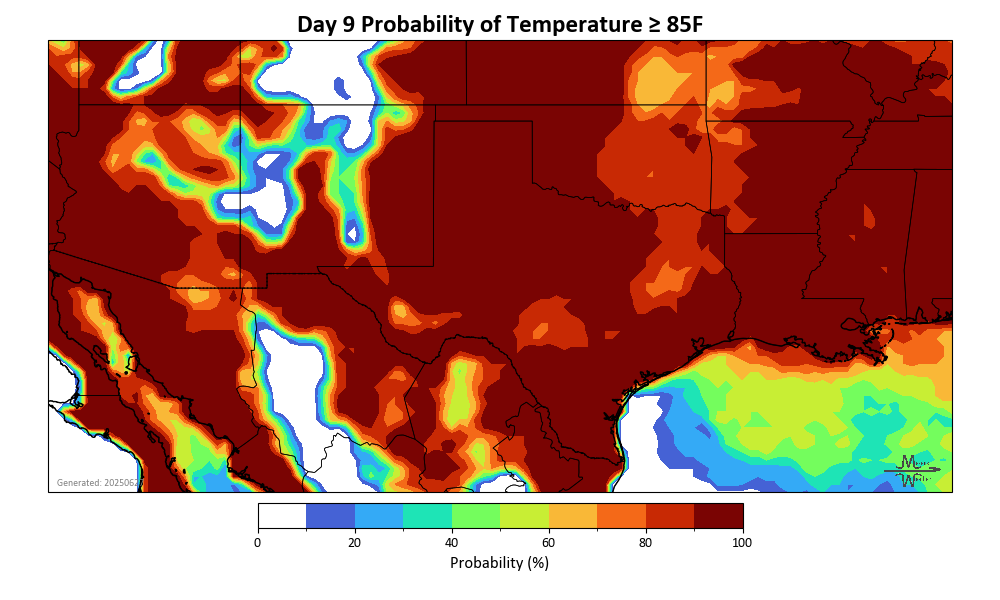 Day 9 Probability of Temperature ≥ 85F
Generated: 2025062
0 20 40 60 80 100
Probability (%)